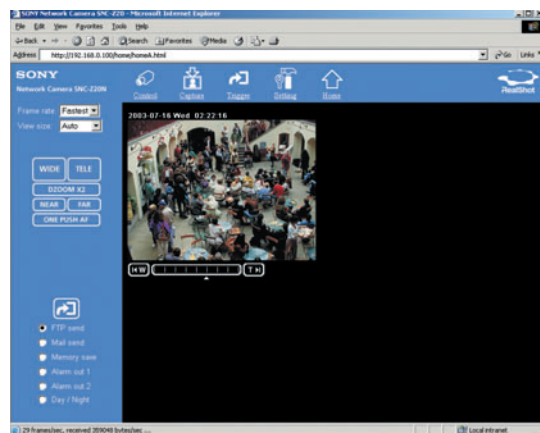 SONY Network Camera SNC-Z20 - Microsoft Internet Explorer
File Edit View Favorites Tools Help
Back Search Favorites Media
Address http://192.168.0.100/home/homeA.html Go Links
SONY
Network Camera SNC-Z20N
Control Capture Trigger Setting Home
RealShot
Frame rate Fastest
View size Auto
2003-07-16 Wed 02:22:16
WIDE TELE
DZOOM X2
NEAR FAR
ONE PUSH AF
W T
FTP send
Mail send
Memory save
Alarm out 1
Alarm out 2
Day / Night
29 frames/sec, received 359048 bytes/sec ...
Local intranet